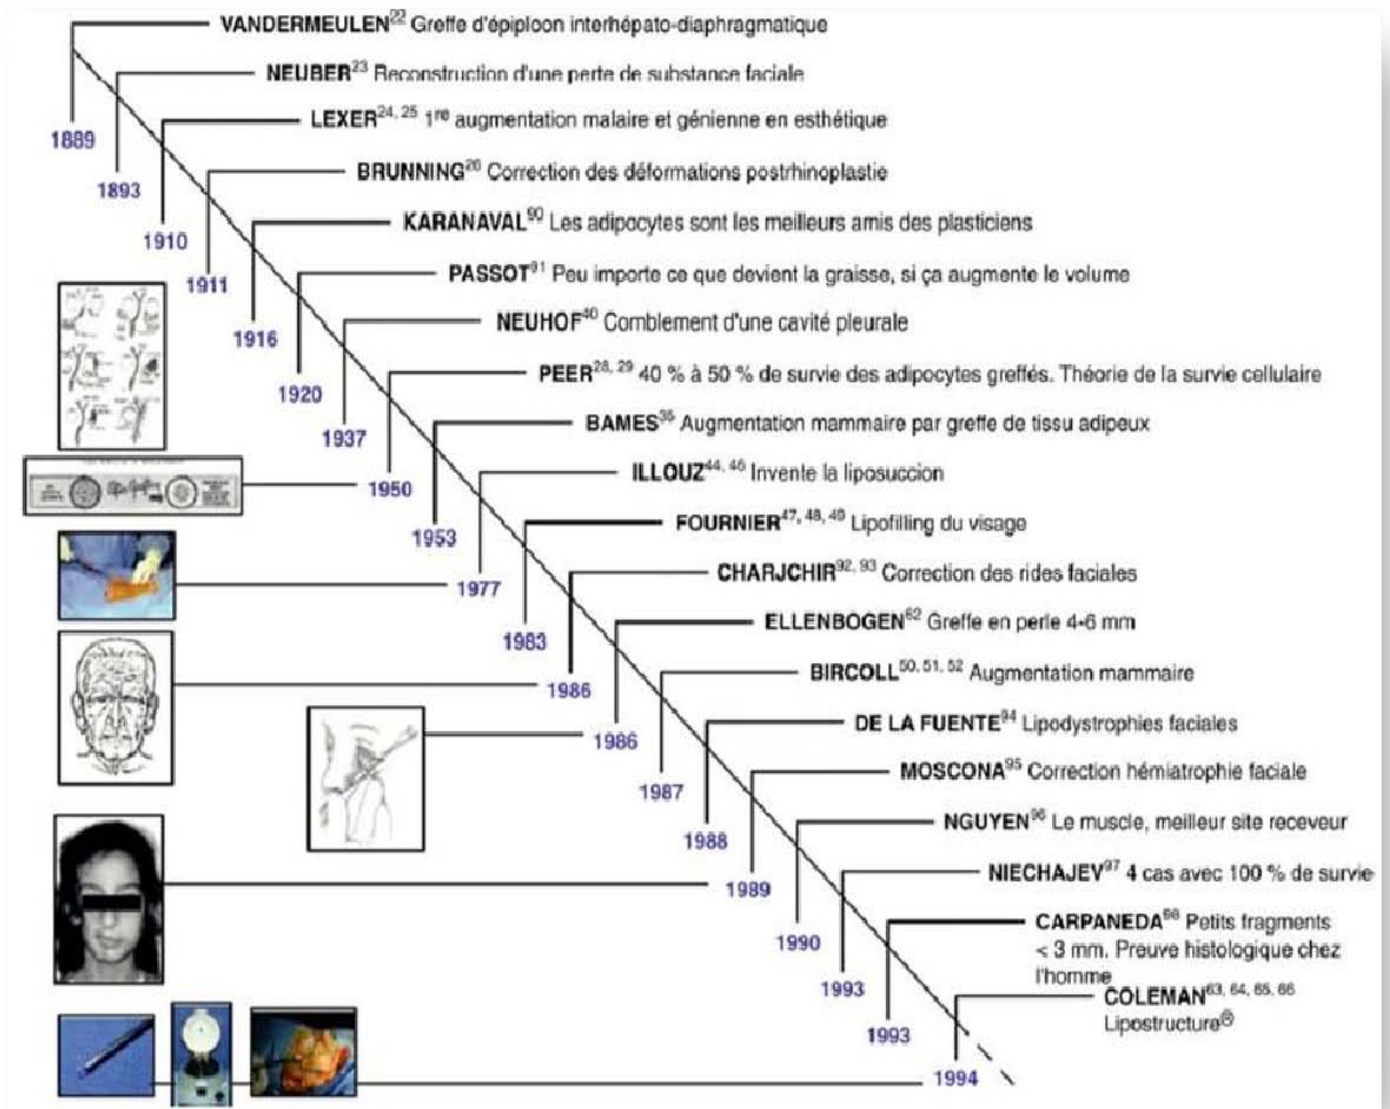 VANDERMEULEN22 Greffe d'épiploon interhépato-diaphragmatique
NEUBER23 Reconstruction d'une perte de substance faciale
LEXER24, 25 1re augmentation malaire et génienne en esthétique
1889
BRUNNING26 Correction des déformations postrhinoplastie
1893
KARANAVAL90 Les adipocytes sont les meilleurs amis des plasticiens
1910
PASSOT91 Peu importe ce que devient la graisse, si ça augmente le volume
1911
NEUHOF40 Comblement d'une cavité pleurale
1916
PEER28, 29 40 % à 50 % de survie des adipocytes greffés. Théorie de la survie cellulaire
1920
BAMES Augmentation mammaire par greffe de tissu adipeux
1937
ILLOUZ44, 46 Invente la liposuccion
1950
FOURNIER47, 48, 49 Lipofilling du visage
1953
CHARJCHIR92, 93 Correction des rides faciales
1977
ELLENBOGEN62 Greffe en perle 4-6 mm
1983
BIRCOLL50, 51, 52 Augmentation mammaire
1986
DE LA FUENTE94 Lipodystrophies faciales
1986
MOSCONA95 Correction hémiatrophie faciale
1987
NGUYEN96 Le muscle, meilleur site receveur
1988
NIECHAJEV97 4 cas avec 100 % de survie
1989
CARPANEDA98 Petits fragments
1990
< 3 mm. Preuve histologique chez
l'homme
1993
COLEMAN63, 64, 65, 66
Lipostructure®
1993
1994